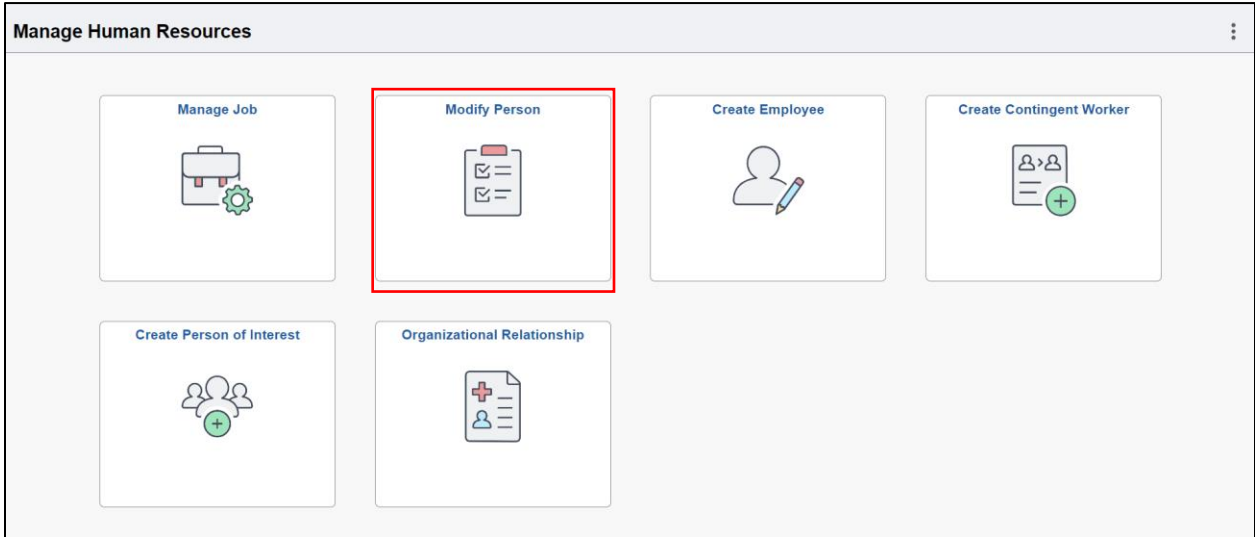 Manage Human Resources
Manage Job
Modify Person
Create Employee
Create Contingent Worker
Create Person of Interest
Organizational Relationship